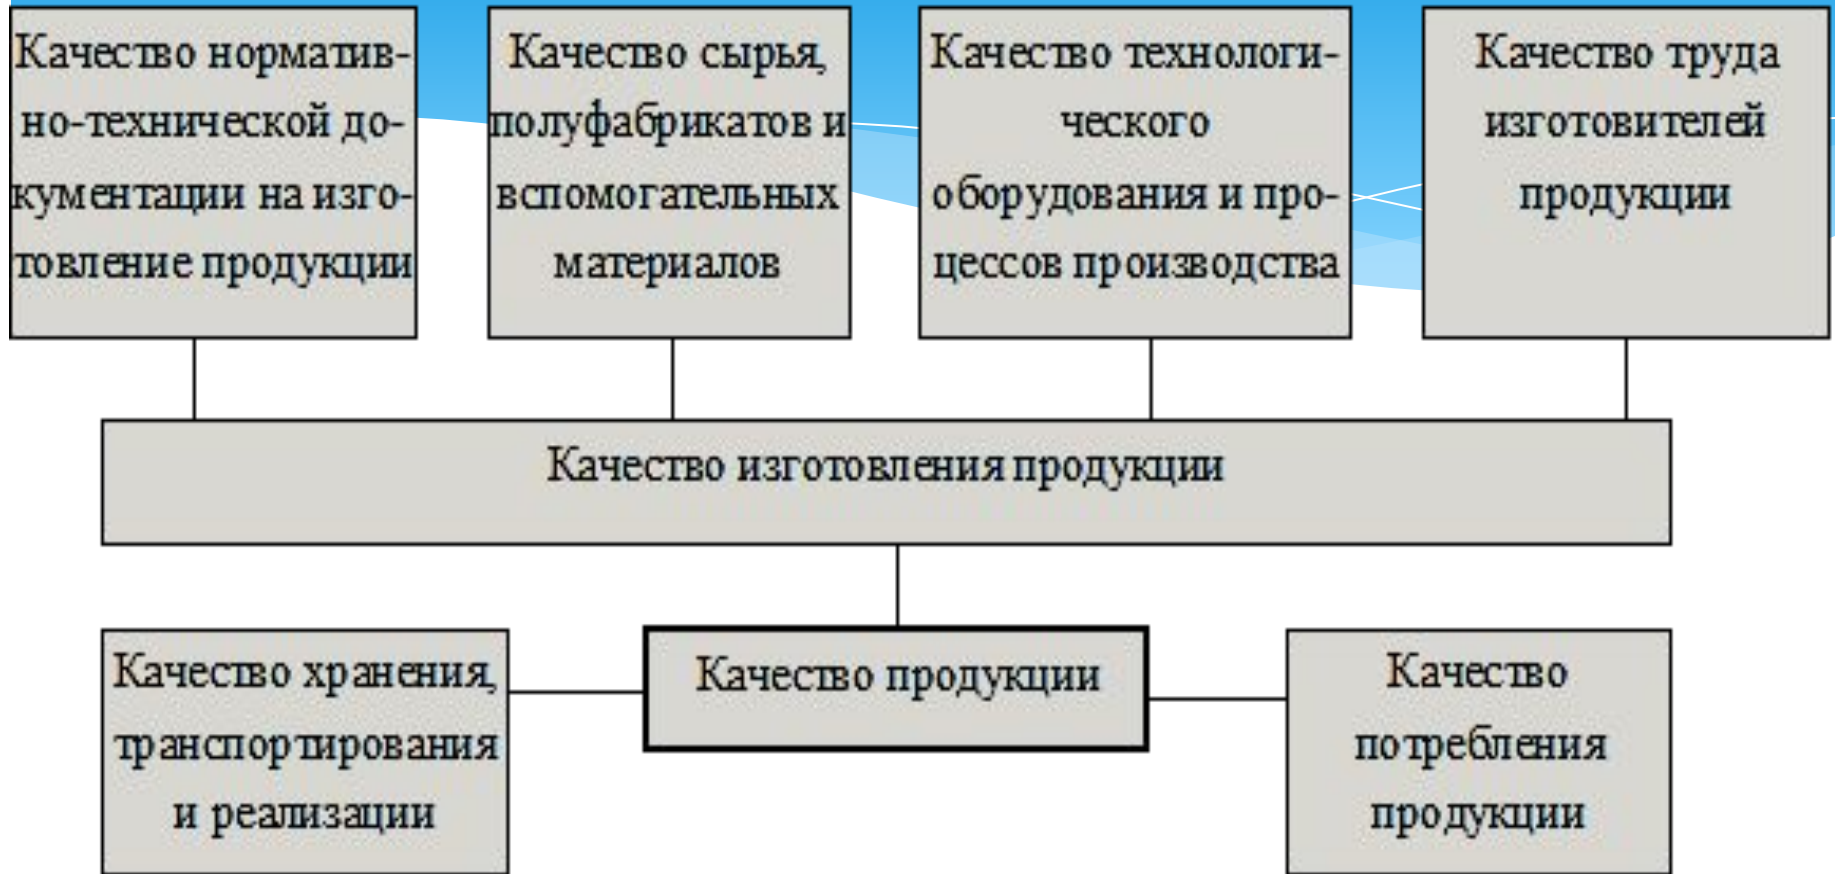 Качество норматив-
но-технической до-
кументации на изго-
товление продукции
Качество сырья,
полуфабрикатов и
вспомогательных
материалов
Качество технологи-
ческого
оборудования и про-
цессов производства
Качество труда
изготовителей
продукции
Качество изготовления продукции
Качество хранения,
транспортирования
и реализации
Качество продукции
Качество
потребления
продукции